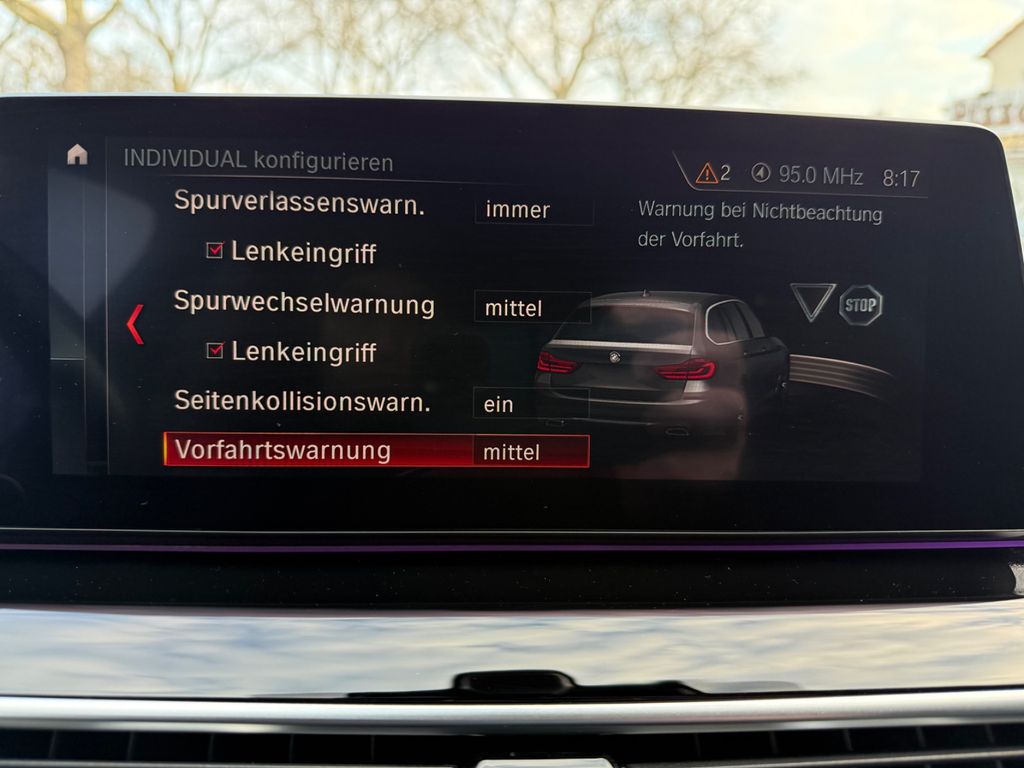 INDIVIDUAL konfigurieren
2 95.0 MHz 8:17
Spurverlassenswarn. immer
Lenkeingriff
Spurwechselwarnung mittel
Lenkeingriff
Seitenkollisionswarn. ein
Vorfahrtswarnung mittel
Warnung bei Nichtbeachtung
der Vorfahrt.
STOP